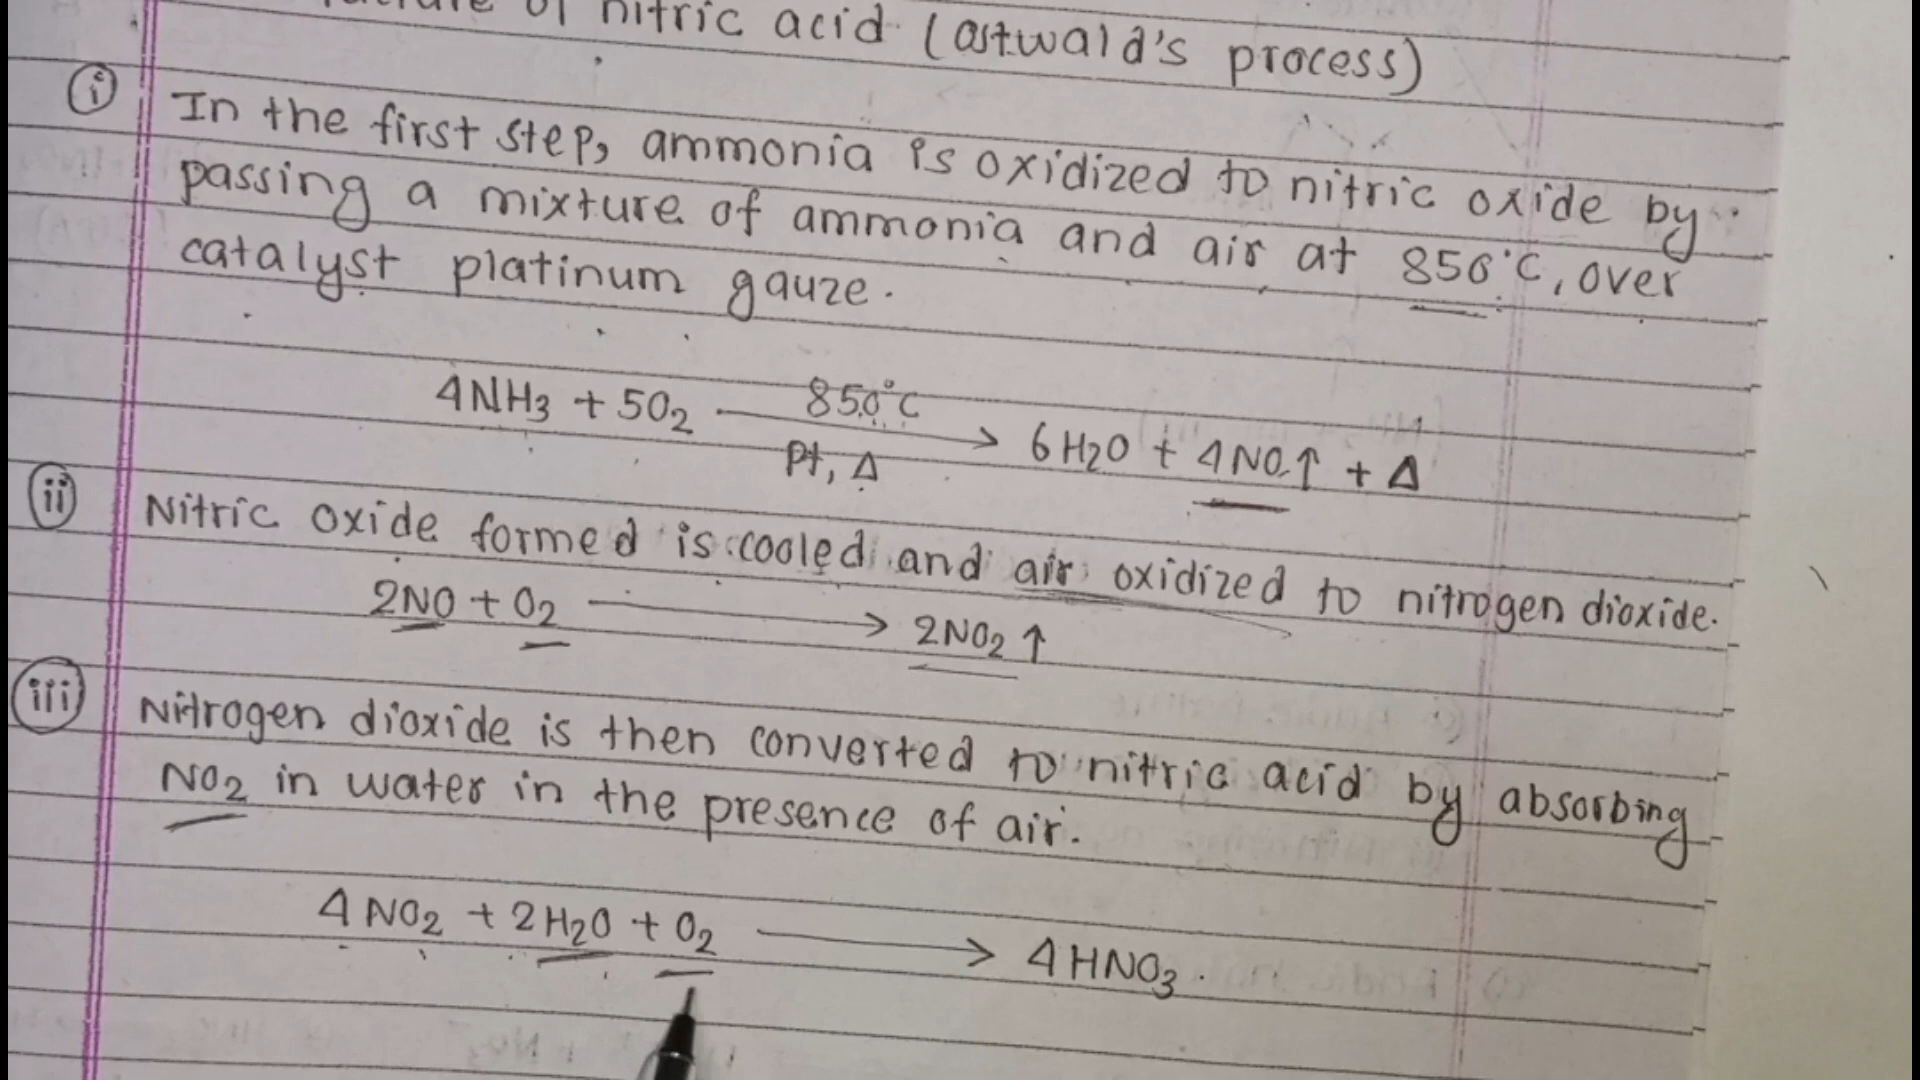 of nitric acid (ostwald's process)
(i) In the first step, ammonia is oxidized to nitric oxide by
passing a mixture of ammonia and air at 850°C, over
catalyst platinum gauze.
4NH3 + 5O2 850°C → 6H2O + 4NO↑ + Δ
Pt, Δ
(ii) Nitric oxide formed is cooled and air oxidized to nitrogen dioxide.
2NO + O2 → 2NO2↑
(iii) Nitrogen dioxide is then converted to nitric acid by absorbing
NO2 in water in the presence of air.
4NO2 + 2H2O + O2 → 4HNO3.